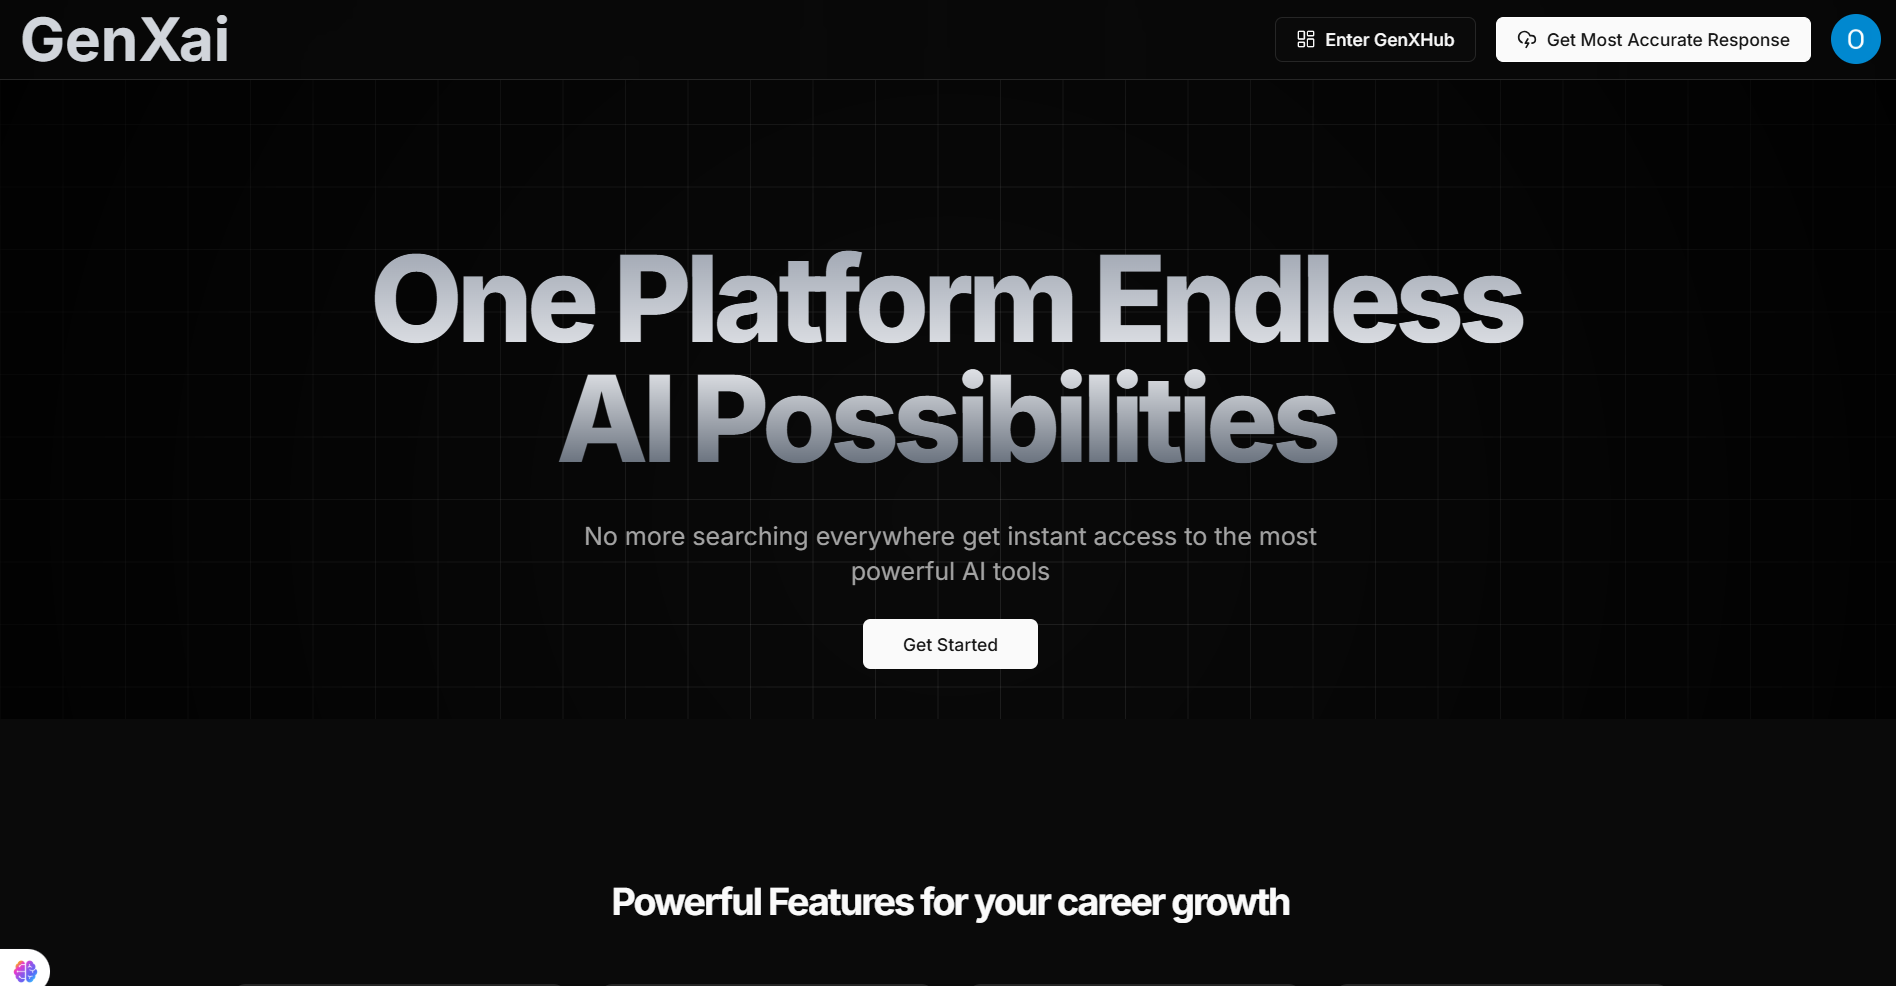 GenXai
Enter GenXHub
Get Most Accurate Response
O
One Platform Endless
AI Possibilities
No more searching everywhere get instant access to the most
powerful AI tools
Get Started
Powerful Features for your career growth